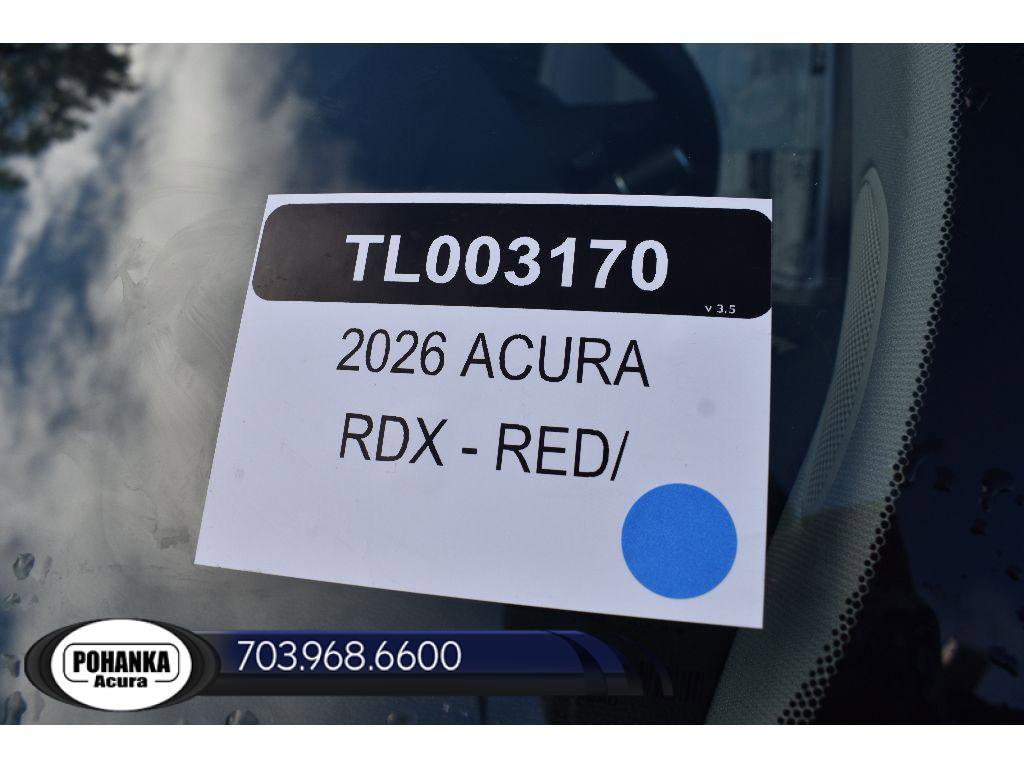 TL003170
v 3.5
2026 ACURA
RDX - RED/
POHANKA
Acura
703.968.6600